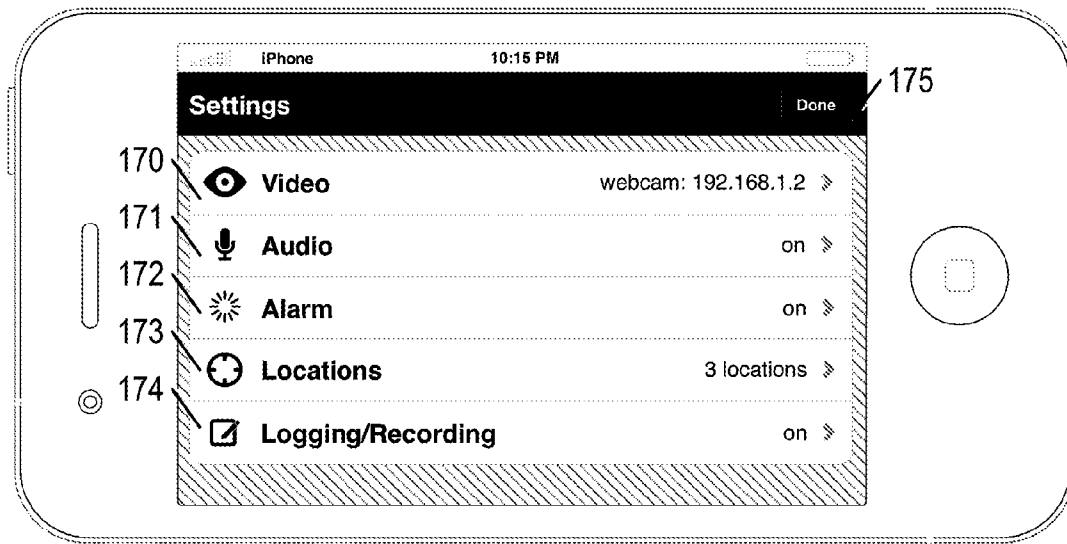 iPhone 10:15 PM
Settings Done 175
170 Video webcam: 192.168.1.2
171 Audio on
172 Alarm on
173 Locations 3 locations
174 Logging/Recording on